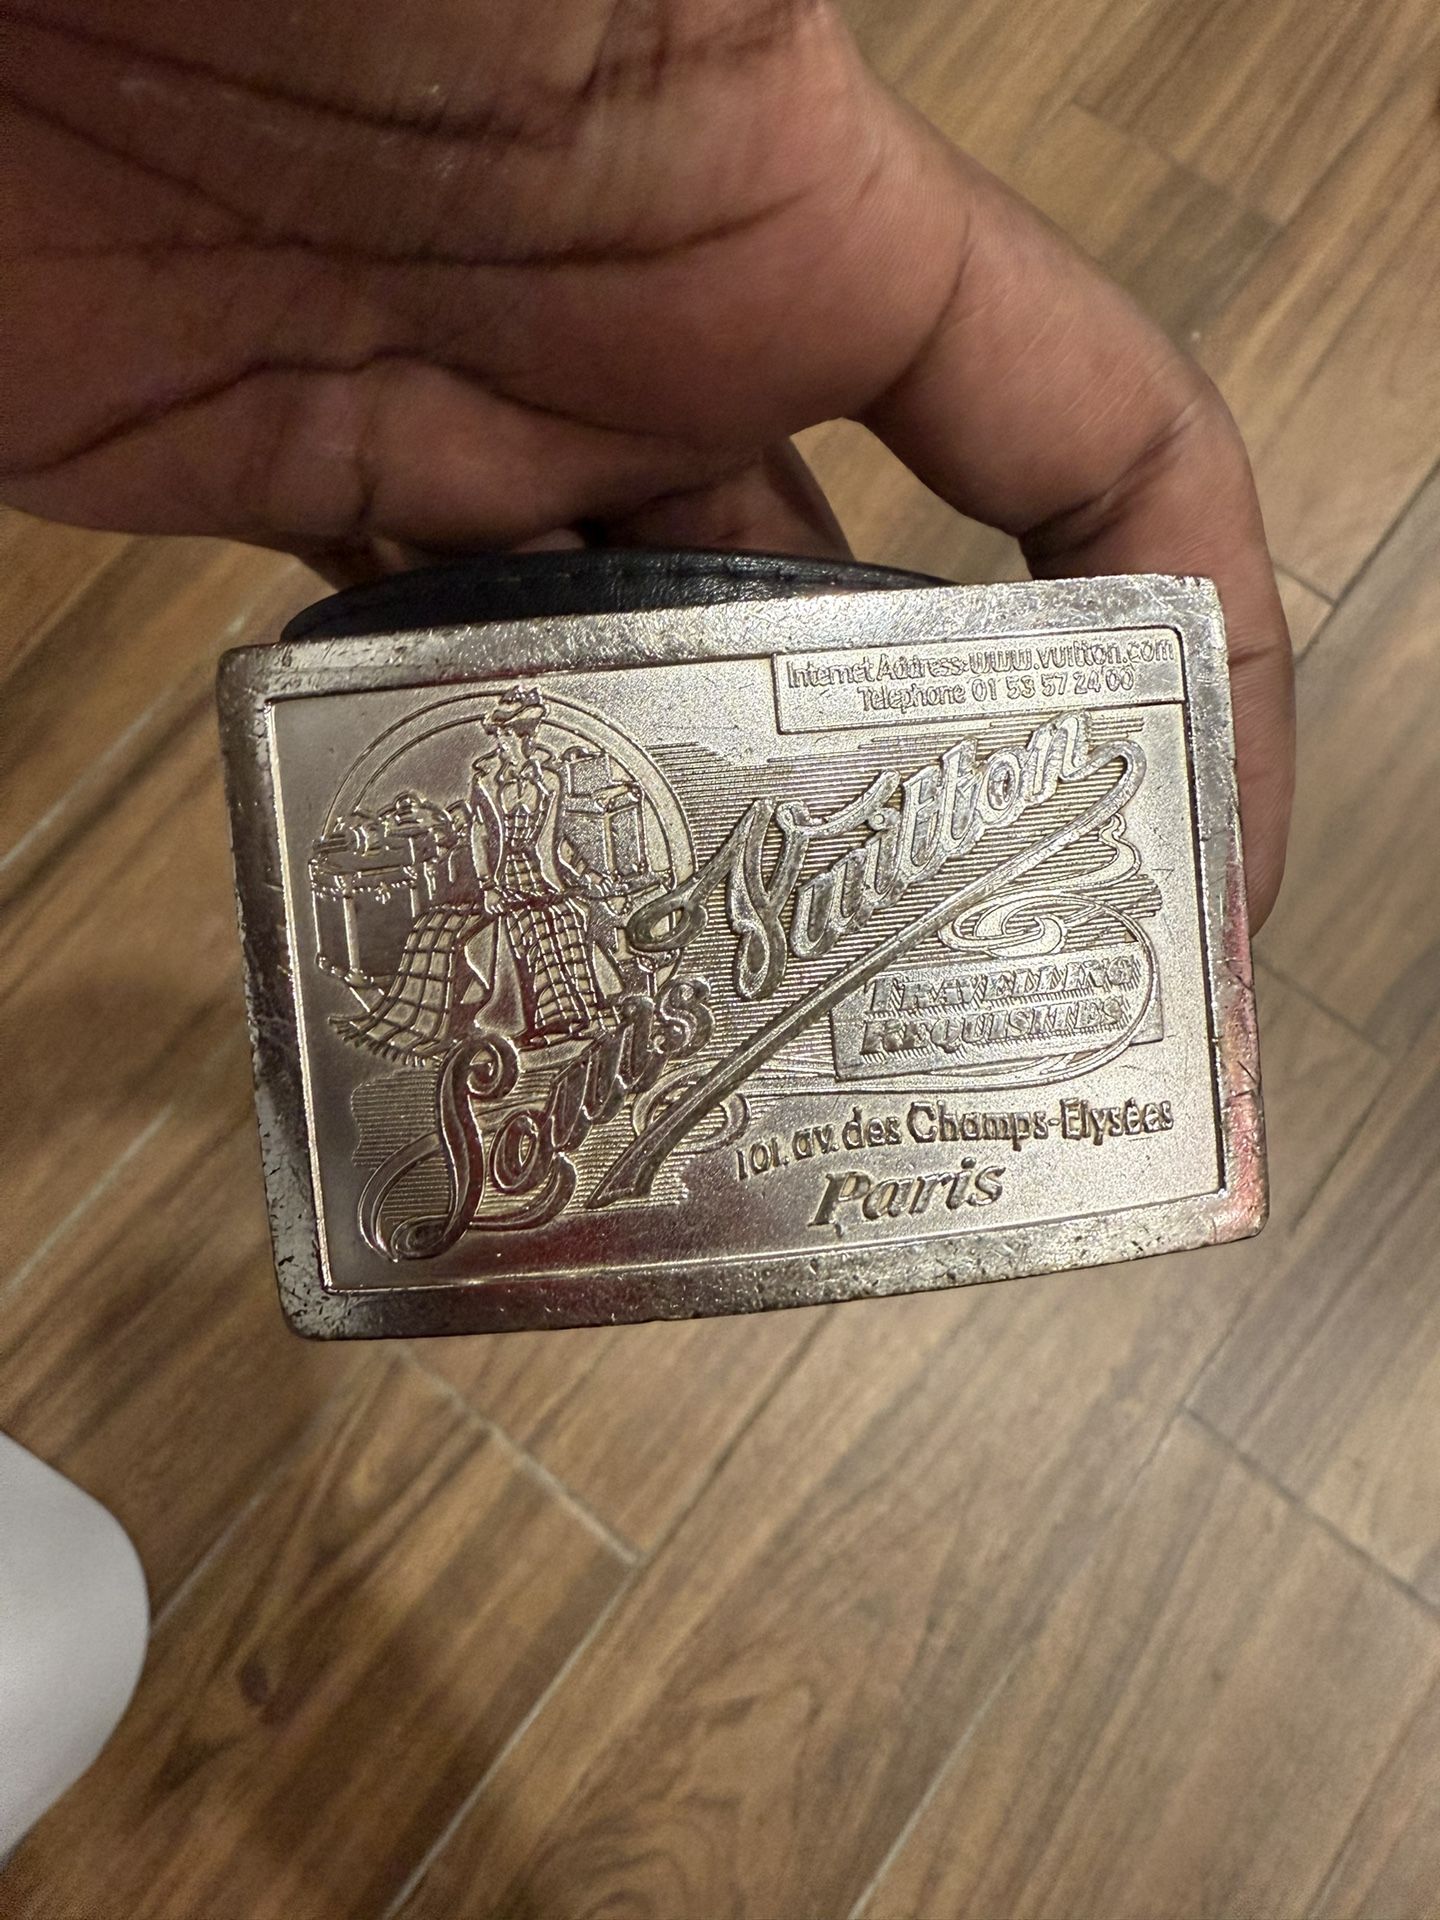 Internet Address:www.vuitton.com
Telephone 01 53 57 24 00
Louis Vuitton
TRAVELLING
REQUISITES
101. av. des Champs-Elysées
Paris